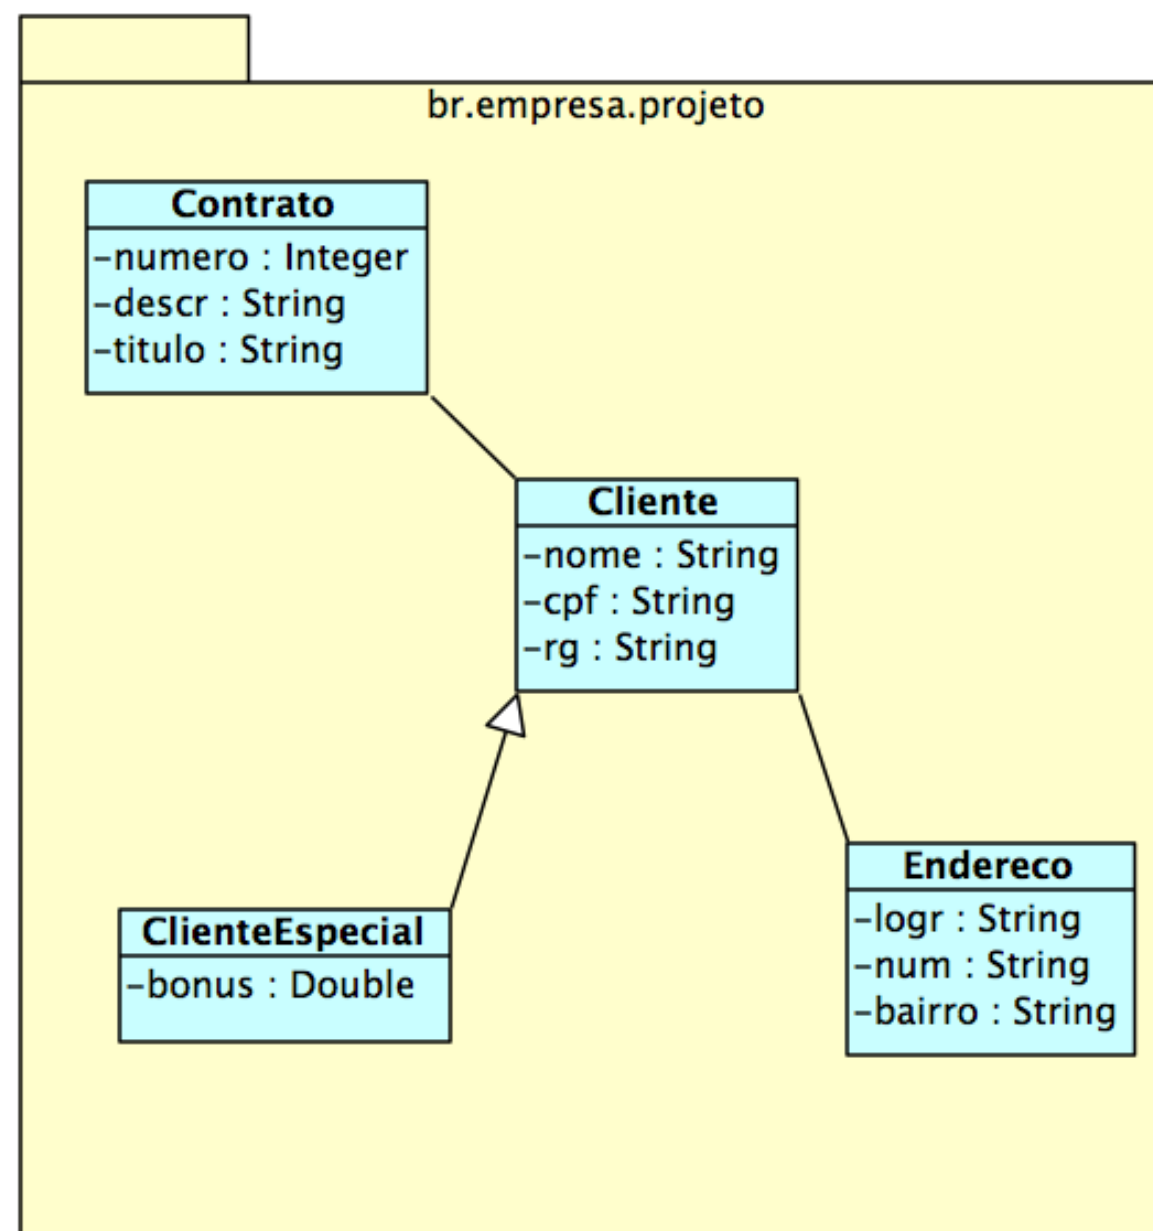 br.empresa.projeto
Contrato
-numero : Integer
-descr : String
-titulo : String
Cliente
-nome : String
-cpf : String
-rg : String
ClienteEspecial
-bonus : Double
Endereco
-logr : String
-num : String
-bairro : String